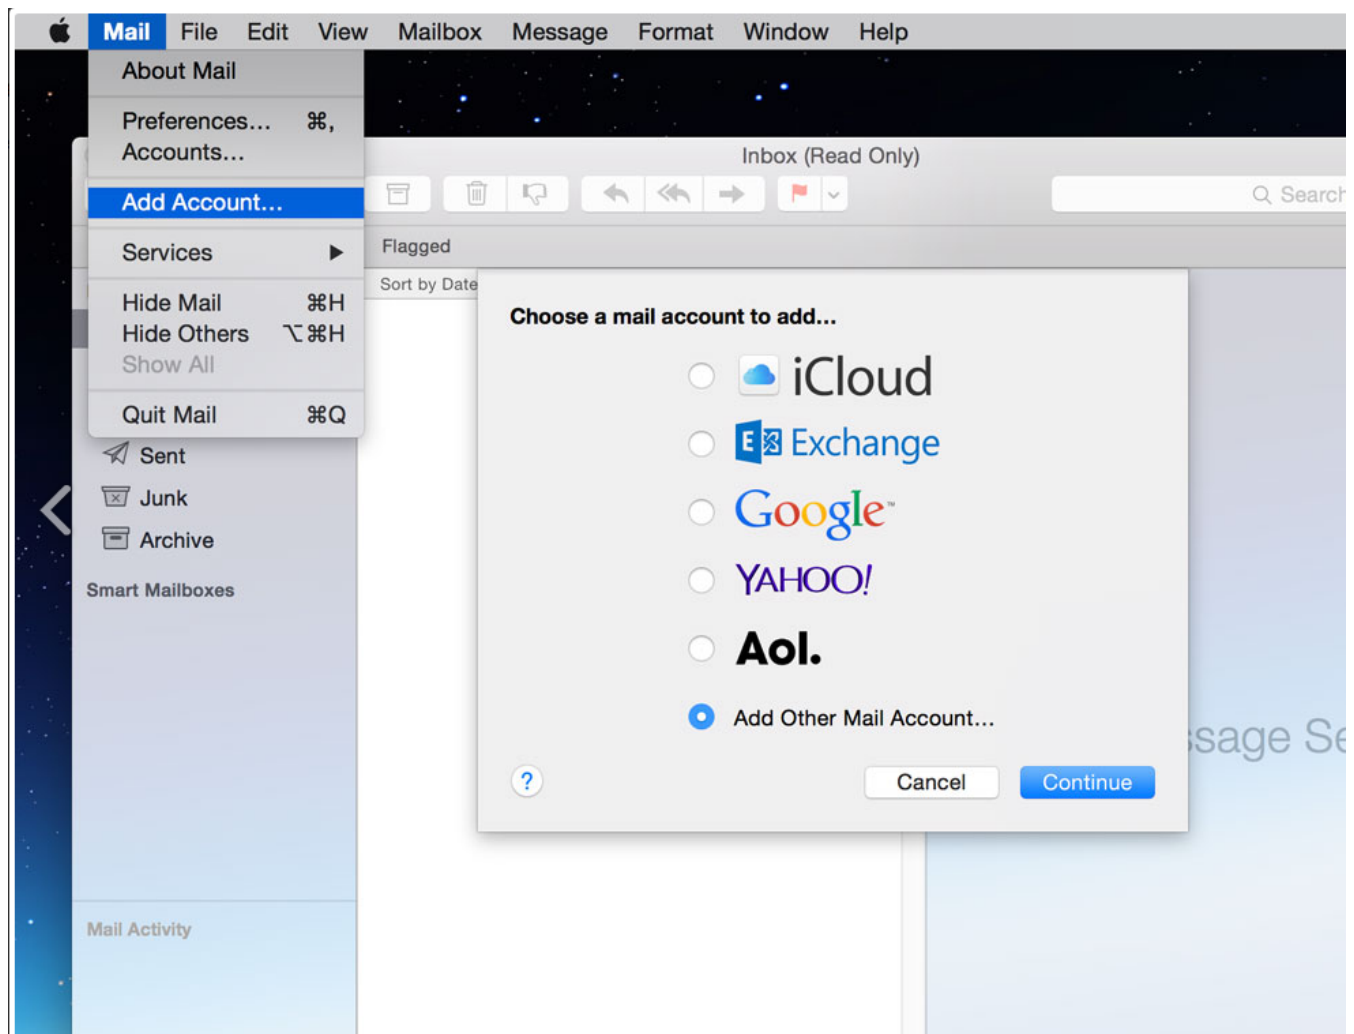 Mail File Edit View Mailbox Message Format Window Help
About Mail
Preferences... ⌘,
Accounts...
Add Account...
Services ▶
Hide Mail ⌘H
Hide Others ⌥⌘H
Show All
Quit Mail ⌘Q
Inbox (Read Only)
Search
Flagged
Sort by Date
Sent
Junk
Archive
Smart Mailboxes
Mail Activity
Choose a mail account to add...
iCloud
E Exchange
Google™
YAHOO!
Aol.
Add Other Mail Account...
? Cancel Continue